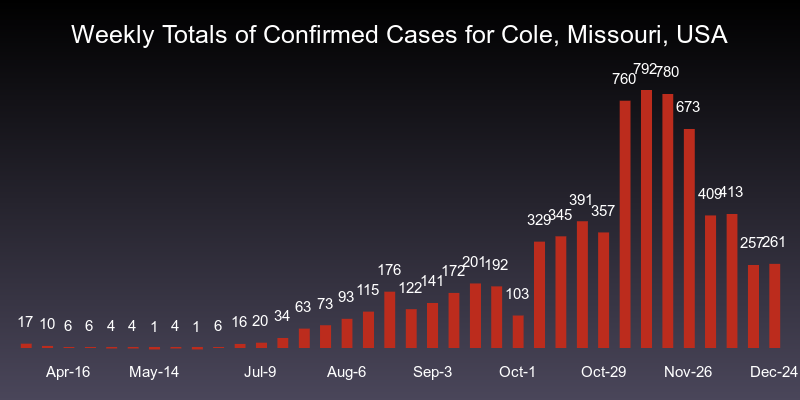 Weekly Totals of Confirmed Cases for Cole, Missouri, USA
17 10 6 6 4 4 1 4 1 6 16 20 34 63 73 93 115 176 122 141 172 201 192 103 329 345 391 357 760 792 780 673 409 413 257 261
Apr-16 May-14 Jul-9 Aug-6 Sep-3 Oct-1 Oct-29 Nov-26 Dec-24